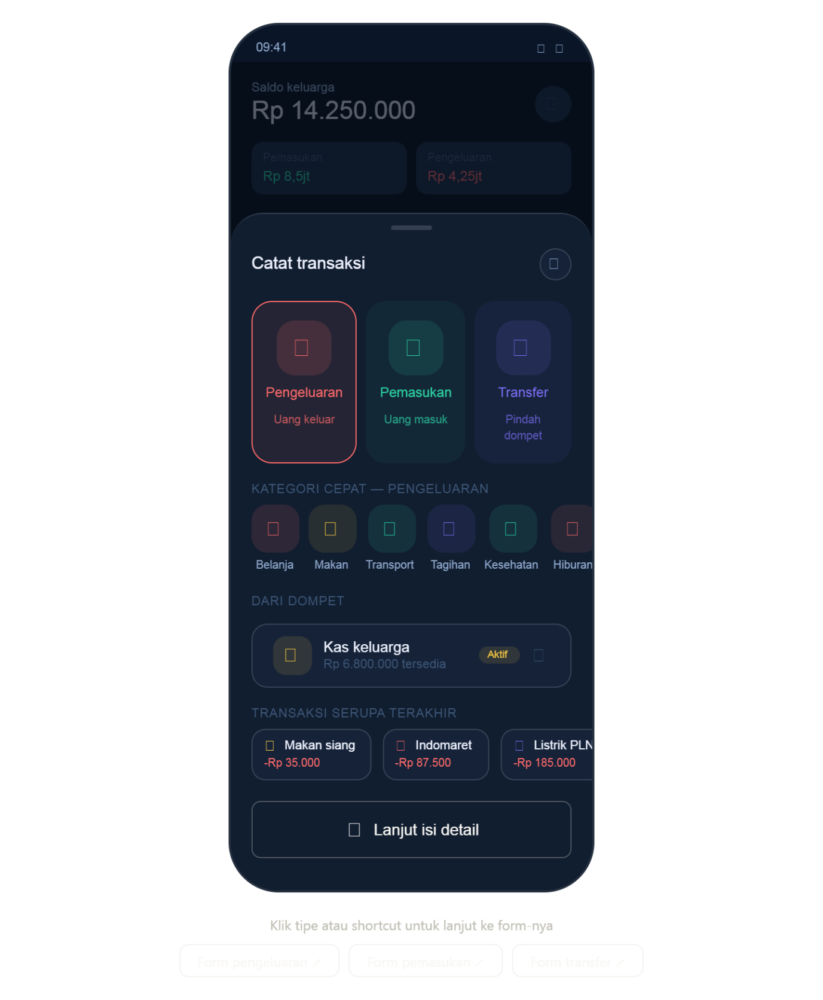 09:41
Saldo keluarga
Rp 14.250.000
Pemasukan
Pengeluaran
Rp 8,5jt
Rp 4,25jt
Catat transaksi
Pengeluaran
Pemasukan
Transfer
Uang keluar
Uang masuk
Pindah
dompet
KATEGORI CEPAT — PENGELUARAN
Belanja
Makan
Transport
Tagihan
Kesehatan
Hiburan
DARI DOMPET
Kas keluarga
Rp 6.800.000 tersedia
Aktif
TRANSAKSI SERUPA TERAKHIR
Makan siang
-Rp 35.000
Indomaret
-Rp 87.500
Listrik PLN
-Rp 185.000
Lanjut isi detail
Klik tipe atau shortcut untuk lanjut ke form-nya
Form pengeluaran ↗
Form pemasukan ↗
Form transfer ↗